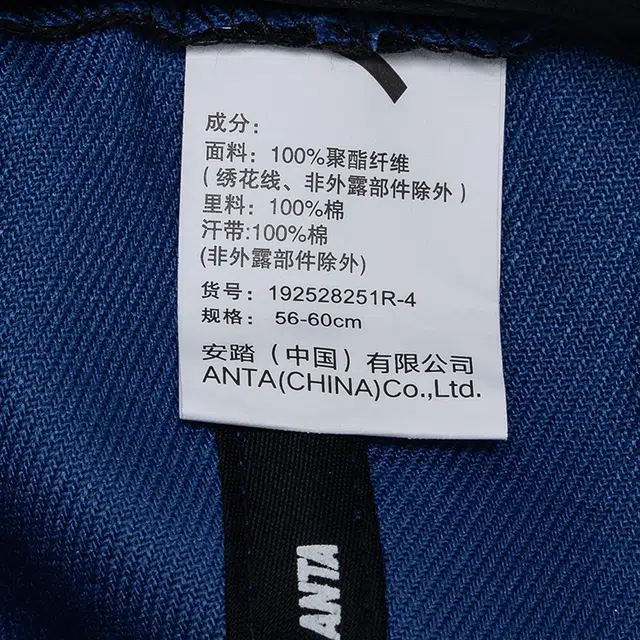 成分：
面料：100%聚酯纤维
（绣花线、非外露部件除外）
里料：100%棉
汗带:100%棉
(非外露部件除外)
货号：192528251R-4
规格：56-60cm
安踏（中国）有限公司
ANTA(CHINA)Co.,Ltd.
ANTA